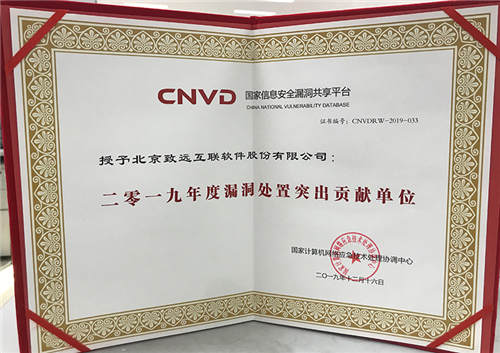 CNVD 国家信息安全漏洞共享平台
CHINA NATIONAL VULNERABILITY DATABASE
证书编号：CNVDRW-2019-033
授予北京致远互联软件股份有限公司：
二零一九年度漏洞处置突出贡献单位
国家计算机网络应急技术处理协调中心
二〇一九年十二月十六日